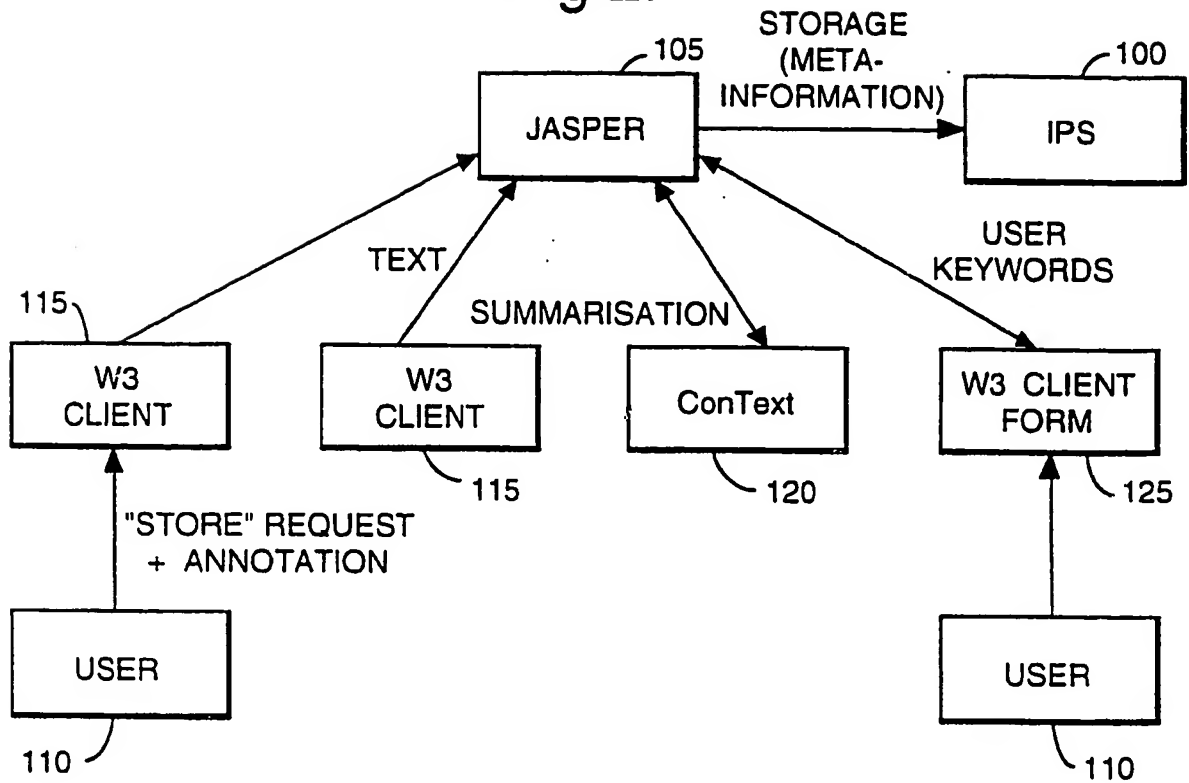 STORAGE
(META-
INFORMATION)
105
100
JASPER
IPS
TEXT
USER
KEYWORDS
SUMMARISATION
115
W3
CLIENT
W3
CLIENT
ConText
W3 CLIENT
FORM
115
120
125
"STORE" REQUEST
+ ANNOTATION
USER
USER
110
110